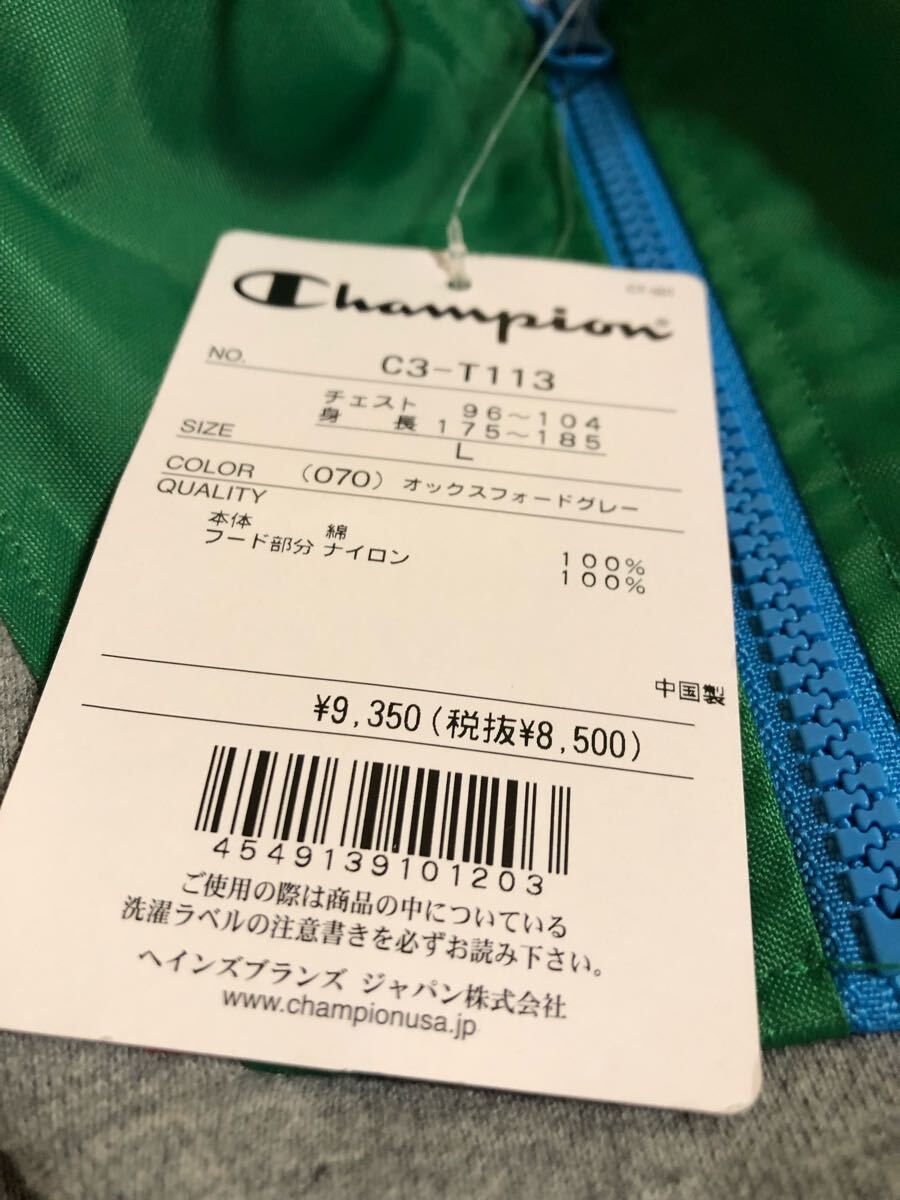 Champion
NO. C3-T113
チェスト 96～104
身長 175～185
SIZE L
COLOR (070) オックスフォードグレー
QUALITY
本体 綿 100%
フード部分 ナイロン 100%
中国製
¥9,350(税抜¥8,500)
4549139101203
ご使用の際は商品の中についている
洗濯ラベルの注意書きを必ずお読み下さい。
ヘインズブランズ ジャパン株式会社
www.championusa.jp